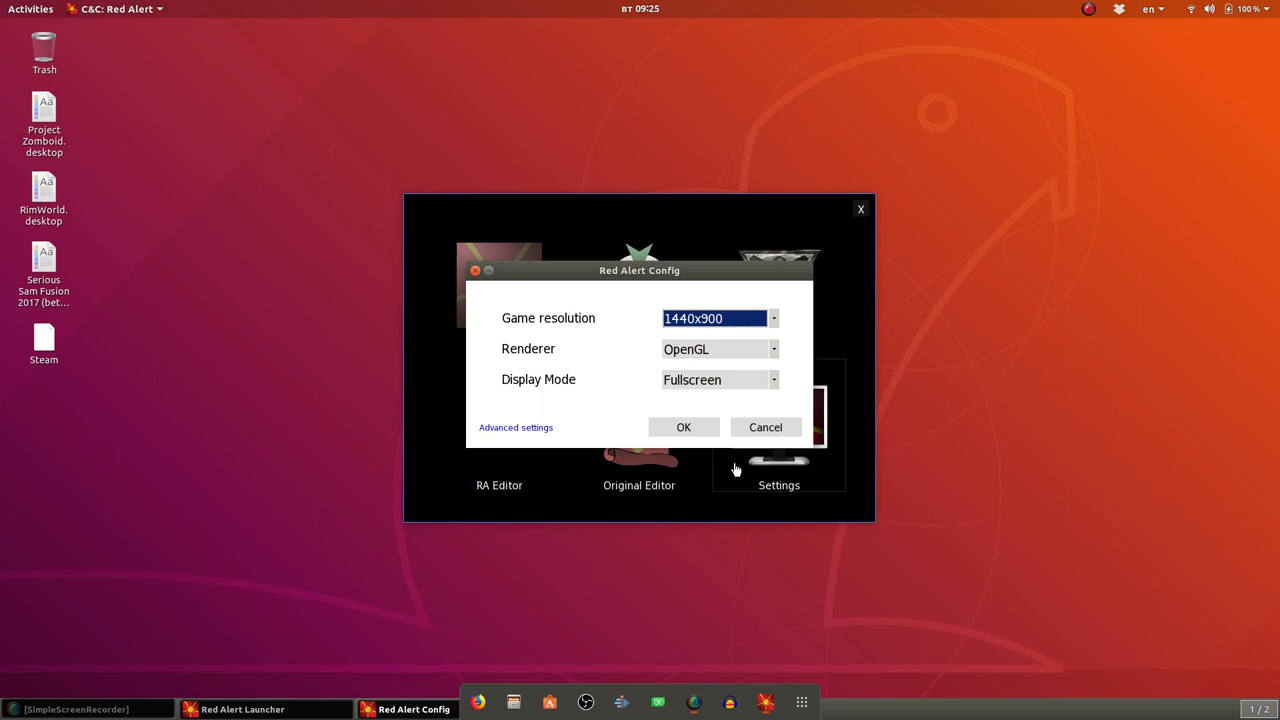 Activities
C&C: Red Alert
ВТ 09:25
en
100 %
Trash
Project
Zomboid.
desktop
RimWorld.
desktop
Serious
Sam Fusion
2017 (bet…
Steam
X
Red Alert Config
Game resolution
1440x900
Renderer
OpenGL
Display Mode
Fullscreen
Advanced settings
OK
Cancel
RA Editor
Original Editor
Settings
[SimpleScreenRecorder]
Red Alert Launcher
Red Alert Config
1 / 2